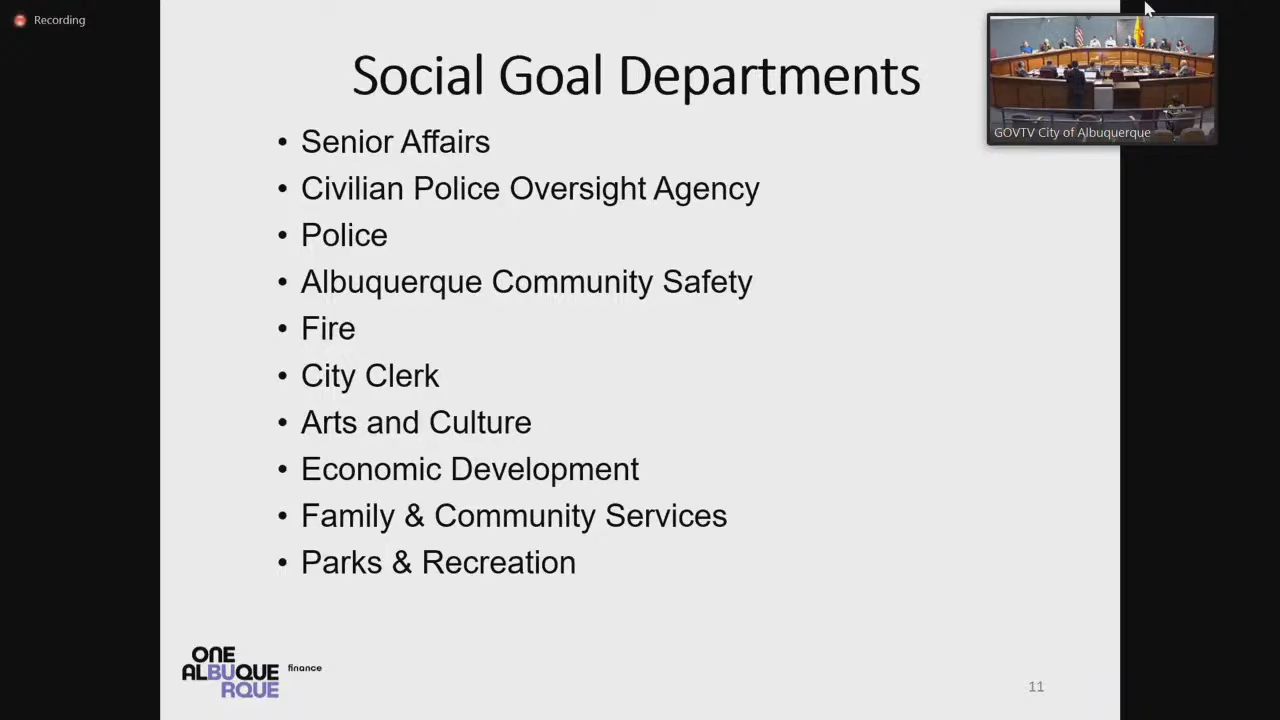 Recording
Social Goal Departments
GOVTV City of Albuquerque
• Senior Affairs
• Civilian Police Oversight Agency
• Police
• Albuquerque Community Safety
• Fire
• City Clerk
• Arts and Culture
• Economic Development
• Family & Community Services
• Parks & Recreation
ONE
ALBUQUE
RQUE
finance
11